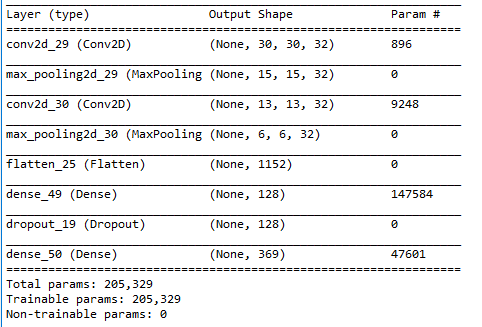 Layer (type) Output Shape Param #
conv2d_29 (Conv2D) (None, 30, 30, 32) 896
max_pooling2d_29 (MaxPooling (None, 15, 15, 32) 0
conv2d_30 (Conv2D) (None, 13, 13, 32) 9248
max_pooling2d_30 (MaxPooling (None, 6, 6, 32) 0
flatten_25 (Flatten) (None, 1152) 0
dense_49 (Dense) (None, 128) 147584
dropout_19 (Dropout) (None, 128) 0
dense_50 (Dense) (None, 369) 47601
Total params: 205,329
Trainable params: 205,329
Non-trainable params: 0